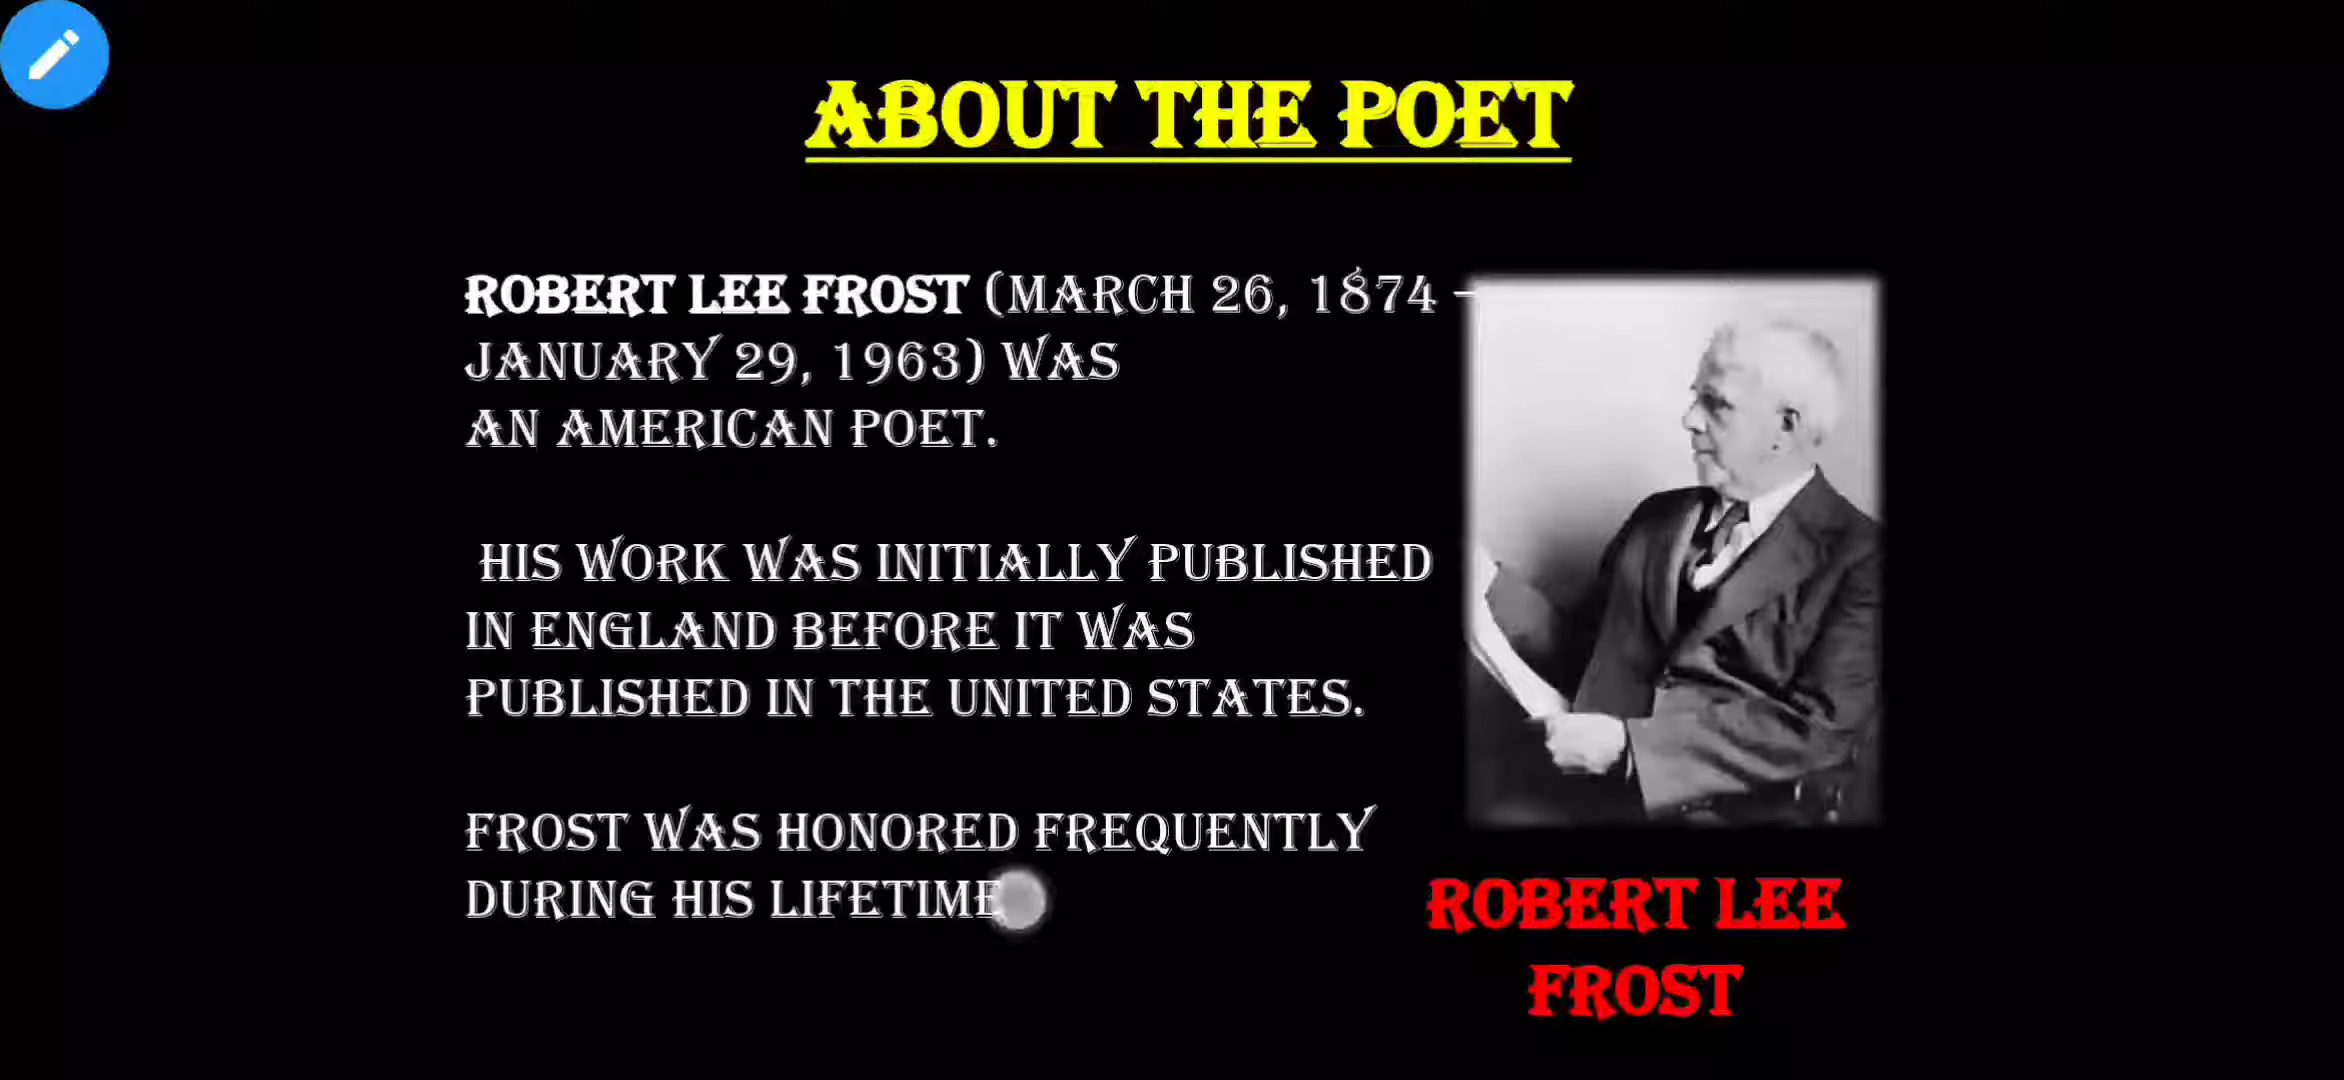 ABOUT THE POET
ROBERT LEE FROST (MARCH 26, 1874 –
JANUARY 29, 1963) WAS
AN AMERICAN POET.
HIS WORK WAS INITIALLY PUBLISHED
IN ENGLAND BEFORE IT WAS
PUBLISHED IN THE UNITED STATES.
FROST WAS HONORED FREQUENTLY
DURING HIS LIFETIME
ROBERT LEE
FROST